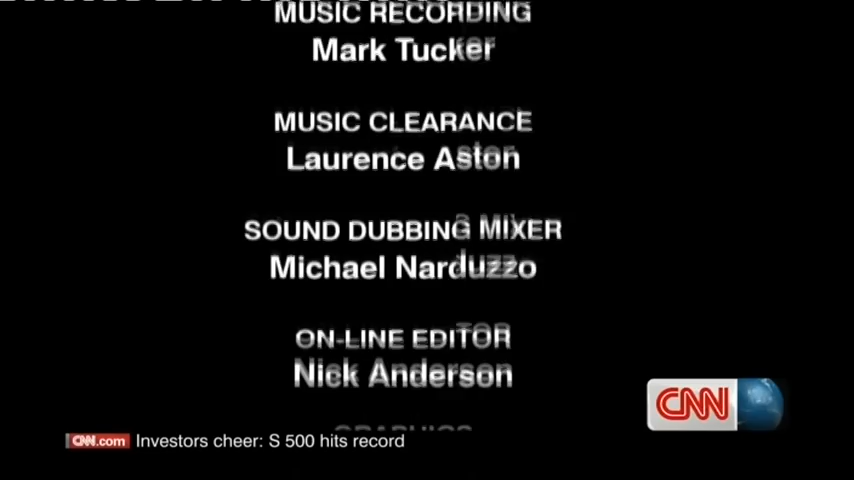 MUSIC RECORDING
Mark Tucker
MUSIC CLEARANCE
Laurence Aston
SOUND DUBBING MIXER
Michael Narduzzo
ON-LINE EDITOR
Nick Anderson
GRAPHICS
CNN
CNN.com Investors cheer: S 500 hits record